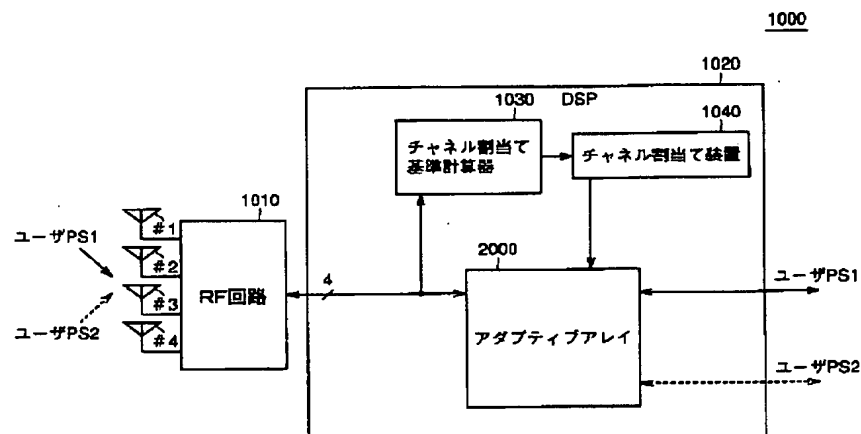 1000
1020
1030
DSP
1040
チャネル割当て
基準計算器
チャネル割当て装置
1010
#1
#2
#3
#4
ユーザPS1
ユーザPS2
RF回路
4
2000
アダプティブアレイ
ユーザPS1
ユーザPS2